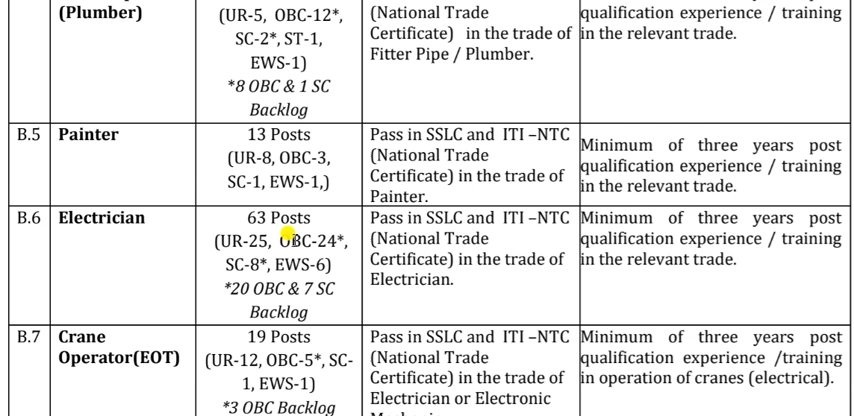 (Plumber)
(UR-5, OBC-12*,
SC-2*, ST-1,
EWS-1)
*8 OBC & 1 SC
Backlog
(National Trade
Certificate) in the trade of
Fitter Pipe / Plumber.
qualification experience / training
in the relevant trade.
B.5
Painter
13 Posts
(UR-8, OBC-3,
SC-1, EWS-1,)
Pass in SSLC and ITI –NTC
(National Trade
Certificate) in the trade of
Painter.
Minimum of three years post
qualification experience / training
in the relevant trade.
B.6
Electrician
63 Posts
(UR-25, OBC-24*,
SC-8*, EWS-6)
*20 OBC & 7 SC
Backlog
Pass in SSLC and ITI –NTC
(National Trade
Certificate) in the trade of
Electrician.
Minimum of three years post
qualification experience / training
in the relevant trade.
B.7
Crane
Operator(EOT)
19 Posts
(UR-12, OBC-5*, SC-
1, EWS-1)
*3 OBC Backlog
Pass in SSLC and ITI –NTC
(National Trade
Certificate) in the trade of
Electrician or Electronic
Minimum of three years post
qualification experience /training
in operation of cranes (electrical).